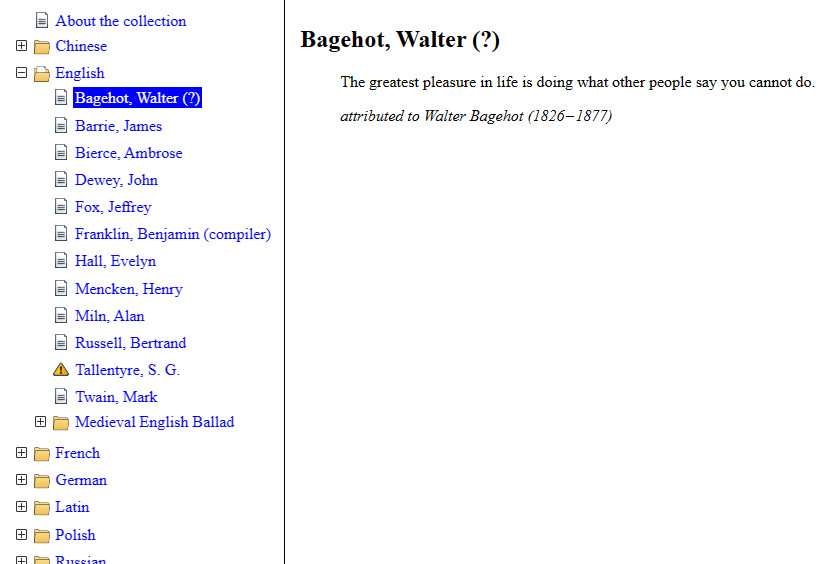 About the collection
Chinese
English
Bagehot, Walter (?)
Barrie, James
Bierce, Ambrose
Dewey, John
Fox, Jeffrey
Franklin, Benjamin (compiler)
Hall, Evelyn
Mencken, Henry
Miln, Alan
Russell, Bertrand
Tallentyre, S. G.
Twain, Mark
Medieval English Ballad
French
German
Latin
Polish
Russian
Bagehot, Walter (?)
The greatest pleasure in life is doing what other people say you cannot do.
attributed to Walter Bagehot (1826–1877)